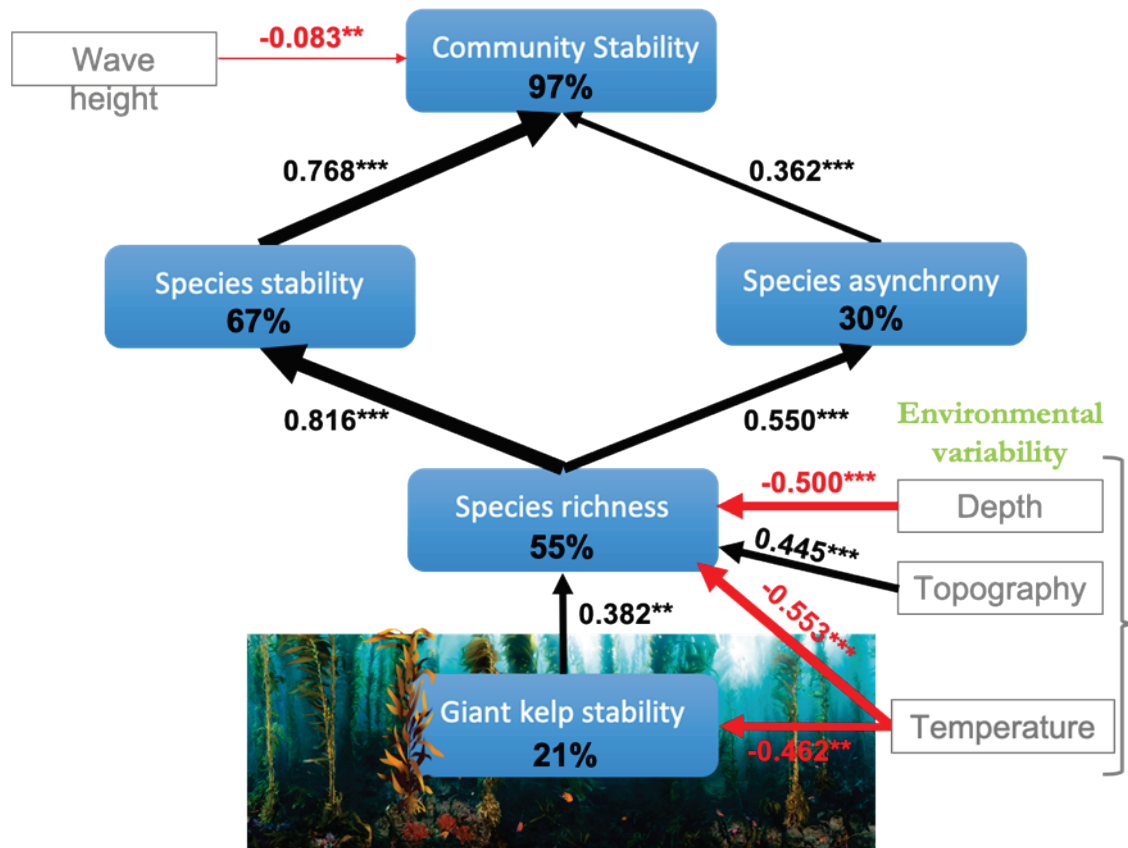 -0.083**
Wave
height
Community Stability
97%
0.768***
0.362***
Species stability
67%
Species asynchrony
30%
0.816***
0.550***
Environmental
variability
Species richness
55%
-0.500***
Depth
0.445***
Topography
-0.553***
0.382**
Giant kelp stability
21%
-0.462**
Temperature